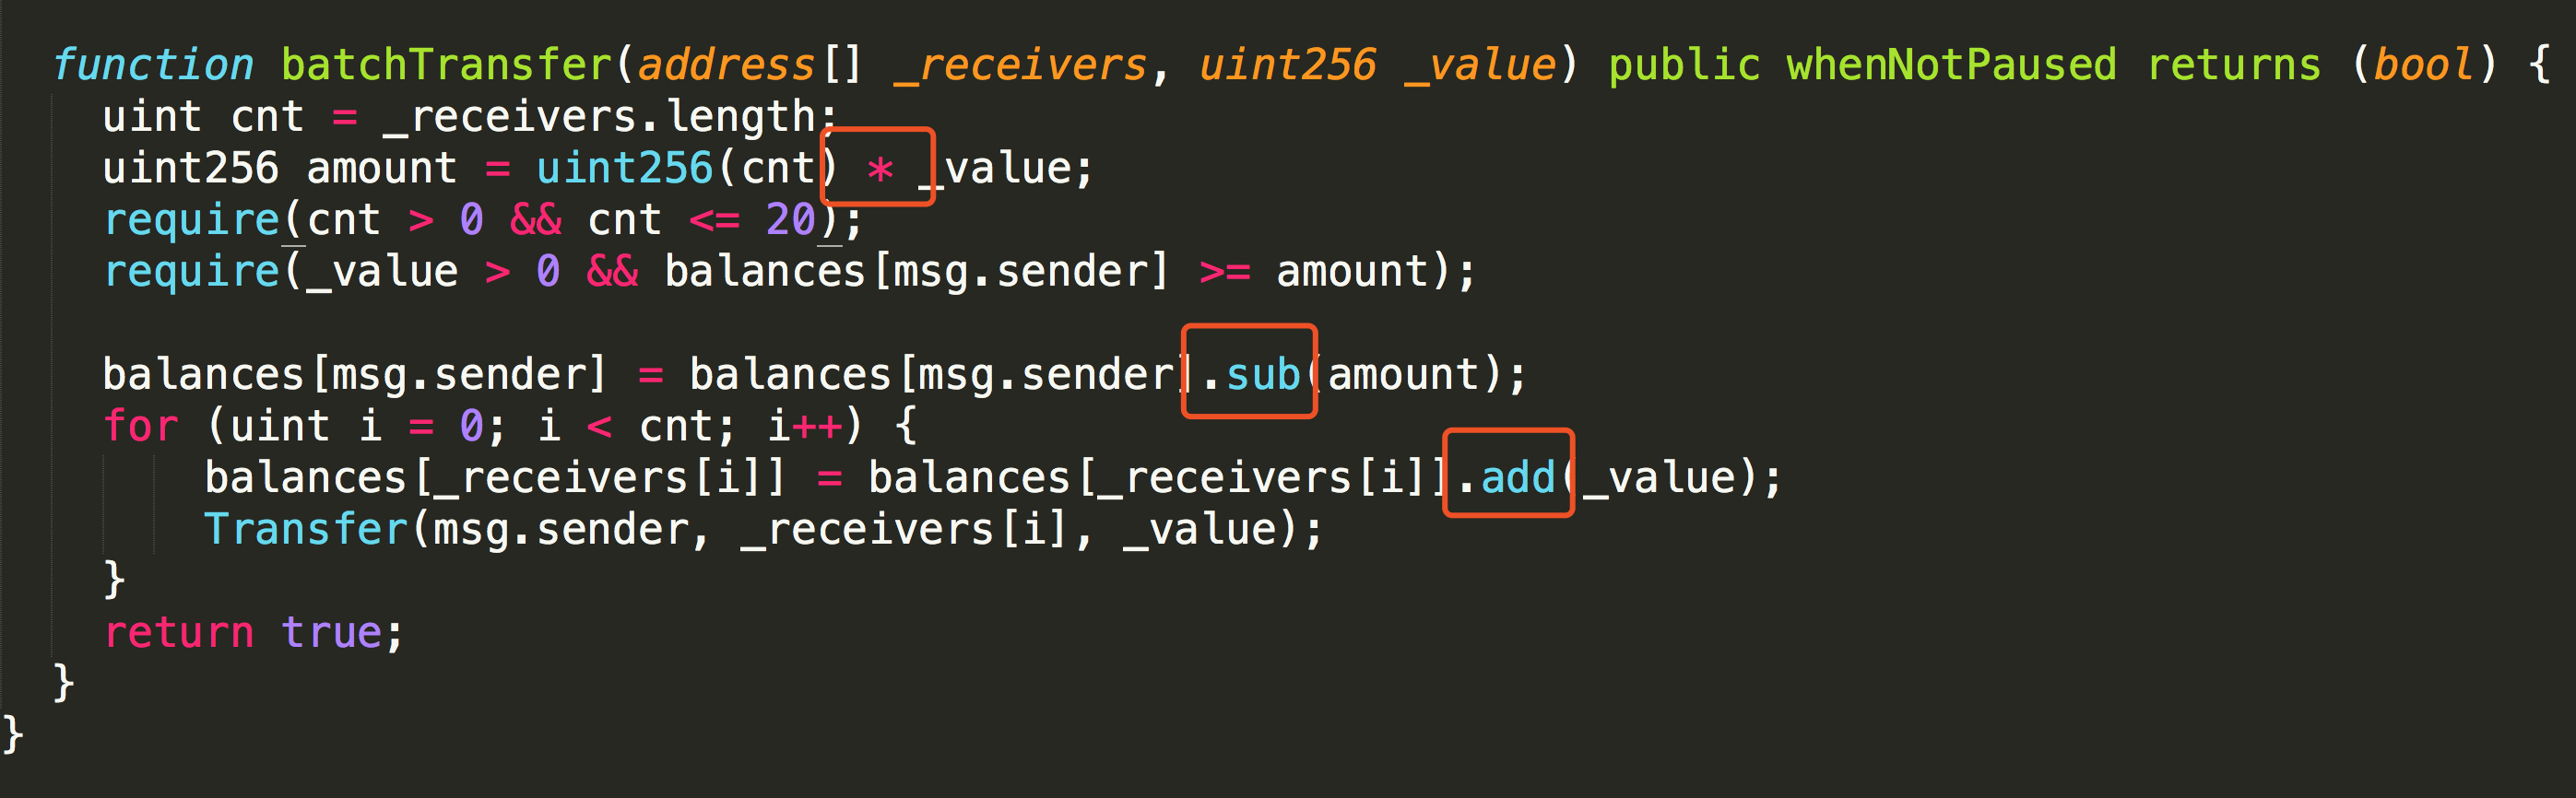 function batchTransfer(address[] _receivers, uint256 _value) public whenNotPaused returns (bool) {
uint cnt = _receivers.length;
uint256 amount = uint256(cnt) * _value;
require(cnt > 0 && cnt <= 20);
require(_value > 0 && balances[msg.sender] >= amount);
balances[msg.sender] = balances[msg.sender].sub(amount);
for (uint i = 0; i < cnt; i++) {
balances[_receivers[i]] = balances[_receivers[i]].add(_value);
Transfer(msg.sender, _receivers[i], _value);
}
return true;
}
}